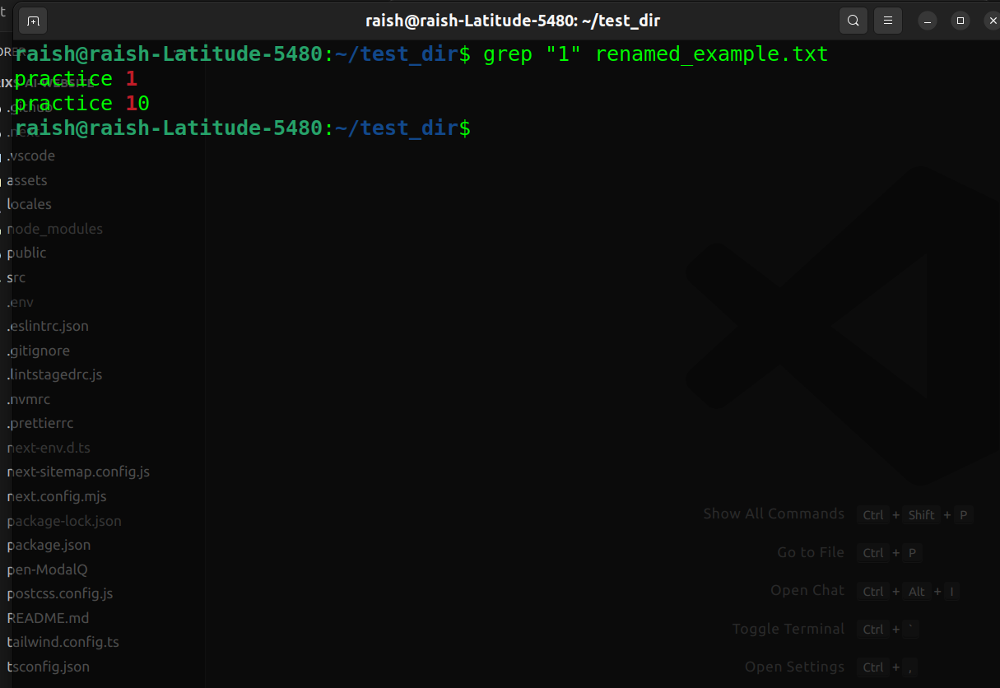 raish@raish-Latitude-5480: ~/test_dir
raish@raish-Latitude-5480:~/test_dir$ grep "1" renamed_example.txt
practice 1
practice 10
raish@raish-Latitude-5480:~/test_dir$
.github
.next
.vscode
assets
locales
node_modules
public
src
.env
.eslintrc.json
.gitignore
.lintstagedrc.js
.nvmrc
.prettierrc
next-env.d.ts
next-sitemap.config.js
next.config.mjs
package-lock.json
package.json
pen-ModalQ
postcss.config.js
README.md
tailwind.config.ts
tsconfig.json
Show All Commands Ctrl + Shift + P
Go to File Ctrl + P
Open Chat Ctrl + Alt + I
Toggle Terminal Ctrl + `
Open Settings Ctrl + ,